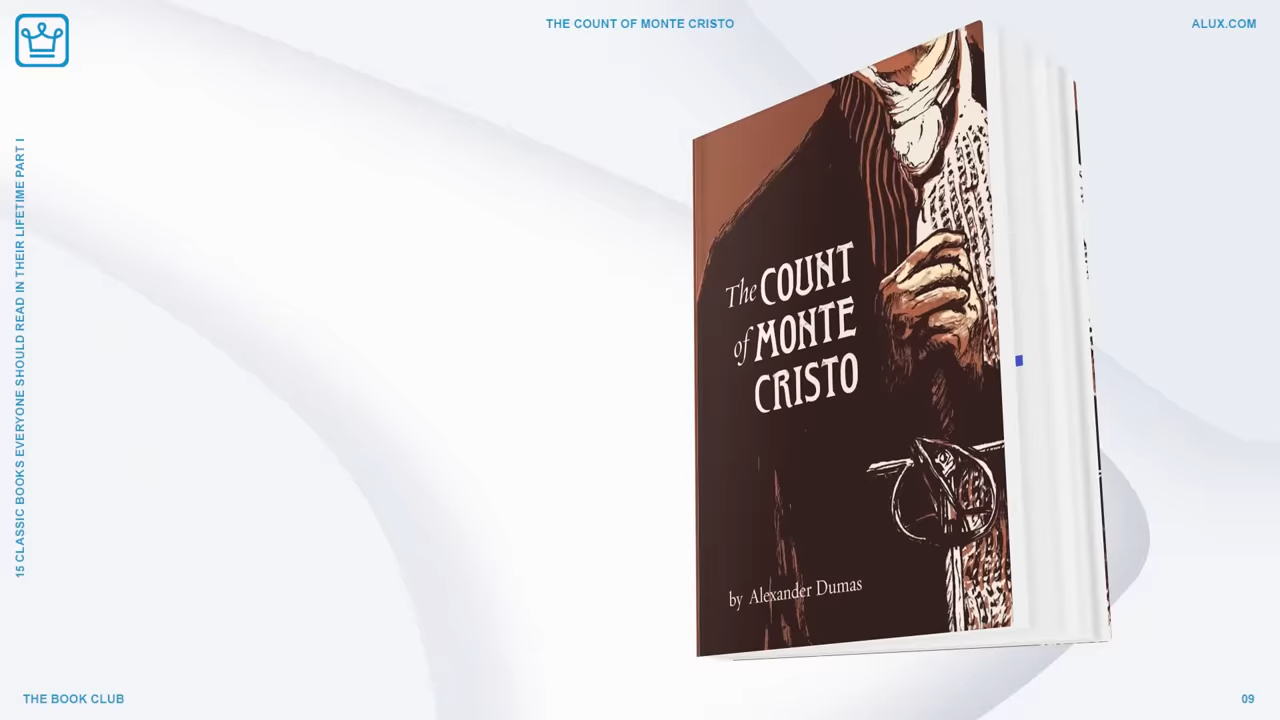 THE COUNT OF MONTE CRISTO
ALUX.COM
15 CLASSIC BOOKS EVERYONE SHOULD READ IN THEIR LIFETIME PART I
The COUNT
of MONTE
CRISTO
by Alexander Dumas
THE BOOK CLUB
09